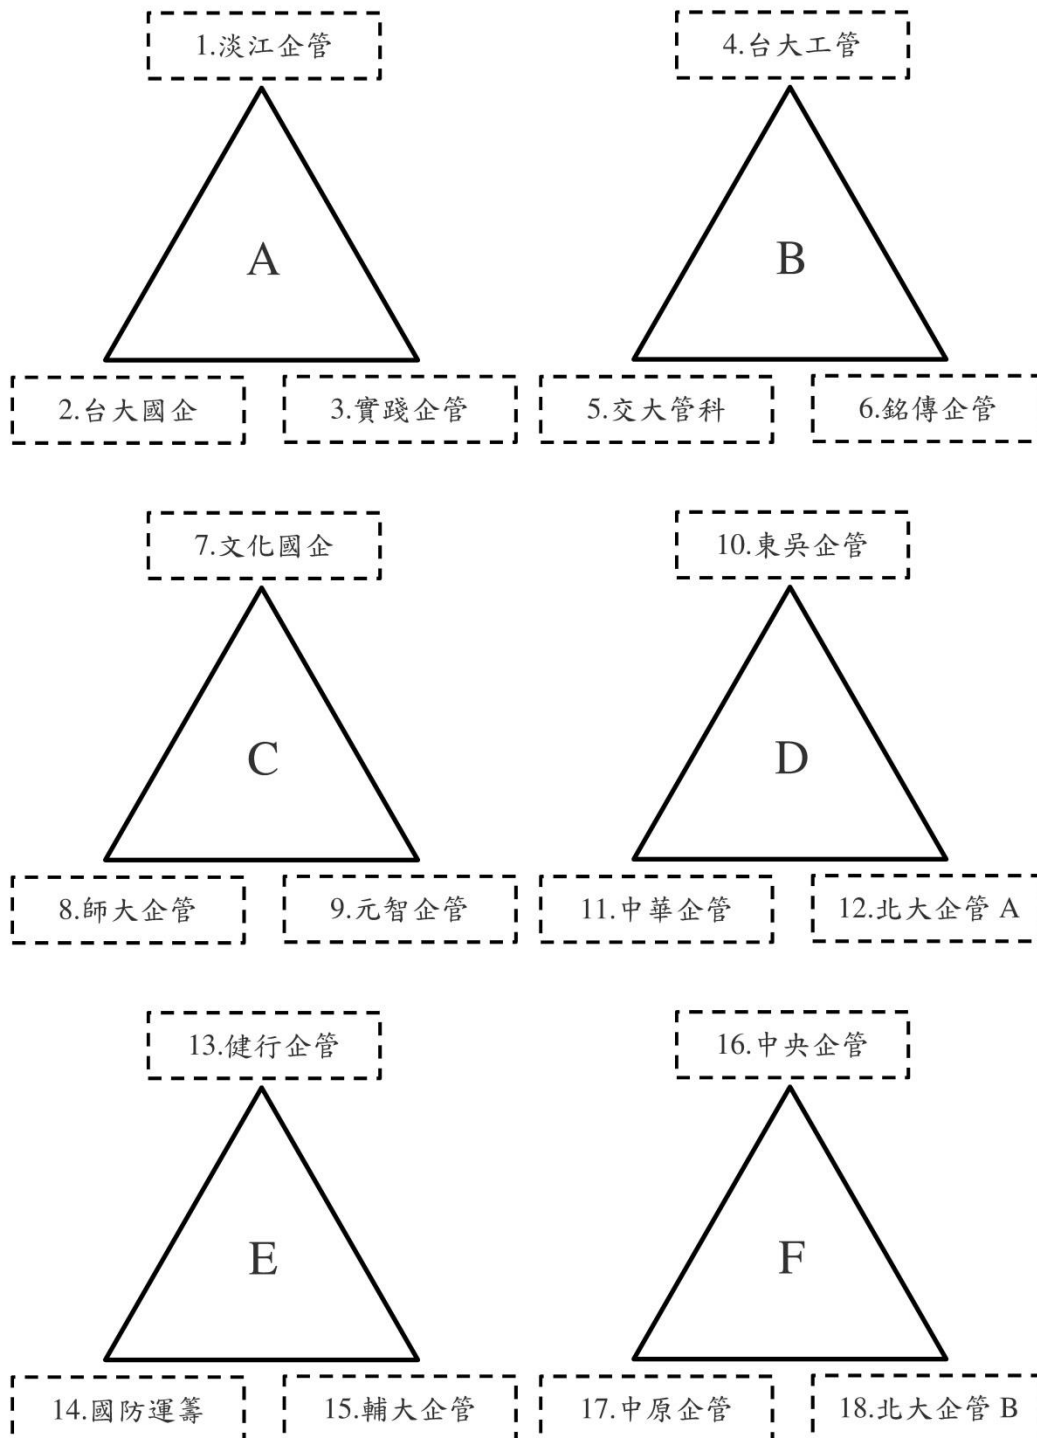 1.淡江企管
4.台大工管
A
B
2.台大國企
3.實踐企管
5.交大管科
6.銘傳企管
7.文化國企
10.東吳企管
C
D
8.師大企管
9.元智企管
11.中華企管
12.北大企管 A
13.健行企管
16.中央企管
E
F
14.國防運籌
15.輔大企管
17.中原企管
18.北大企管 B